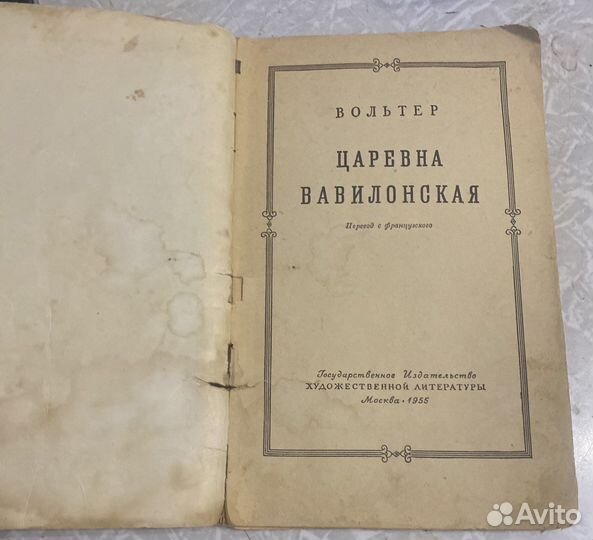 ВОЛЬТЕР
ЦАРЕВНА
ВАВИЛОНСКАЯ
Перевод с французского
Государственное Издательство
ХУДОЖЕСТВЕННОЙ ЛИТЕРАТУРЫ
Москва • 1955
Avito